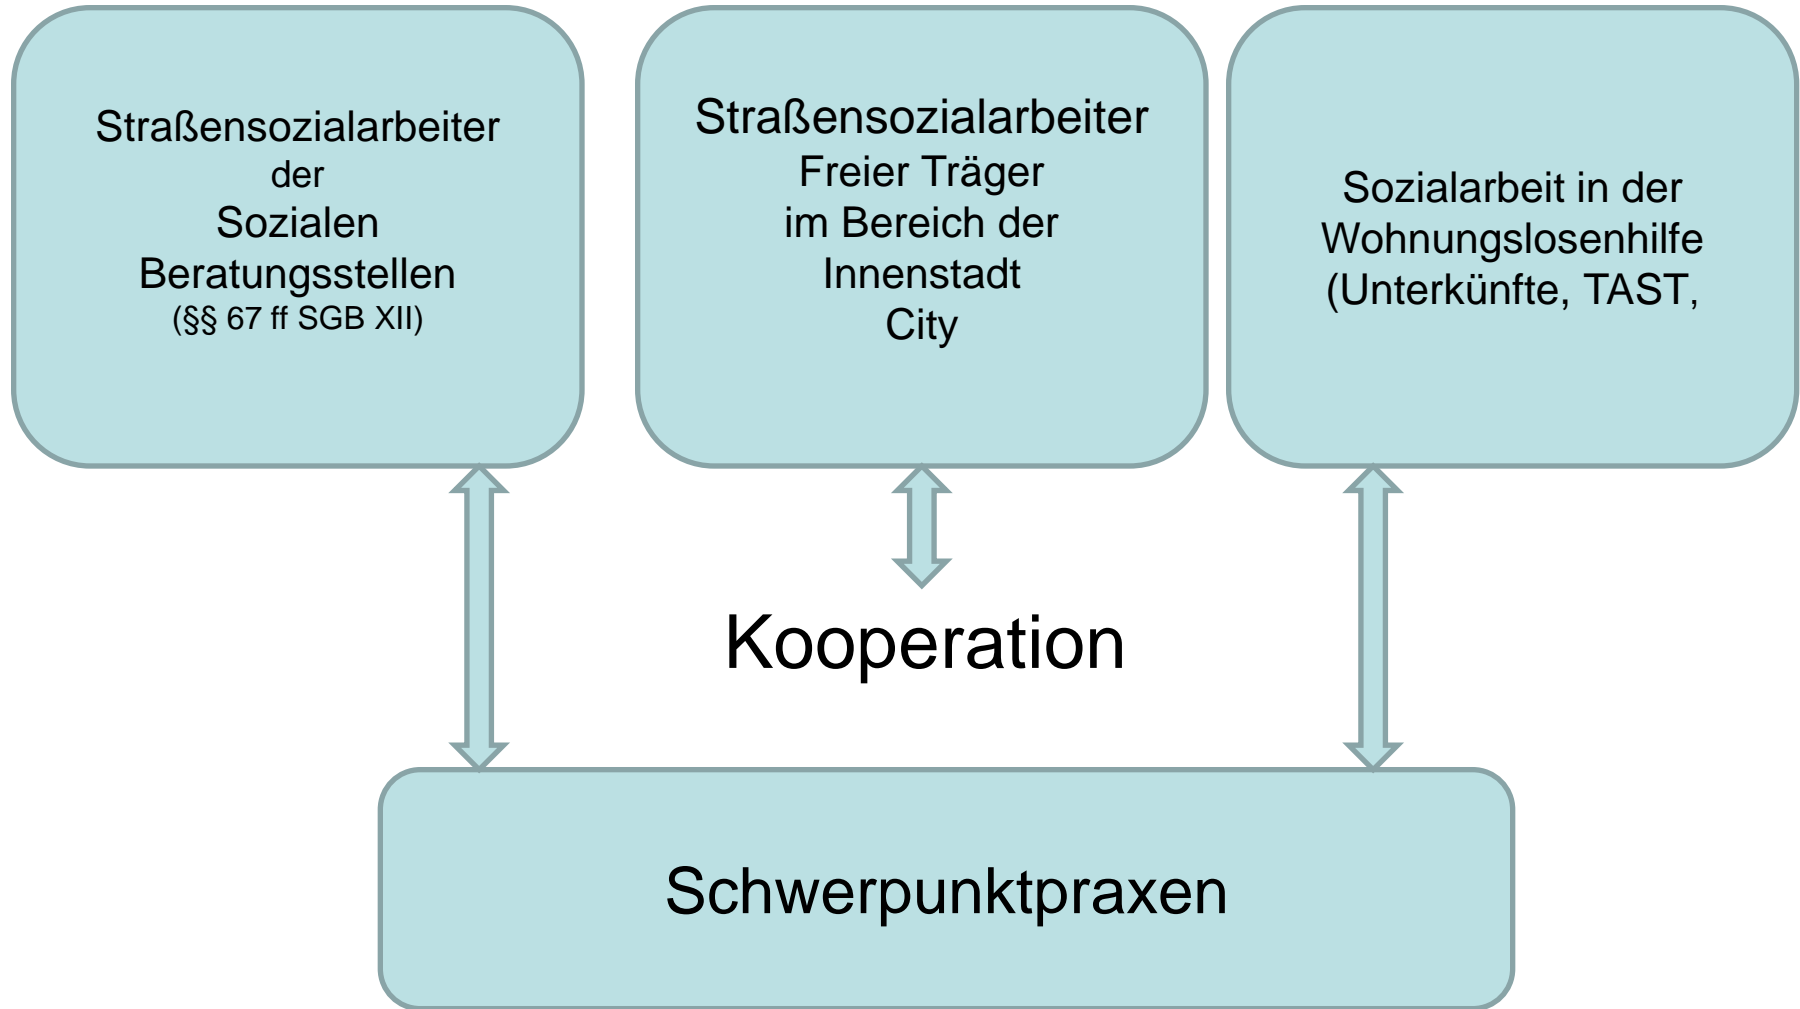 Straßensozialarbeiter
der
Sozialen
Beratungsstellen
(§§ 67 ff SGB XII)
Straßensozialarbeiter
Freier Träger
im Bereich der
Innenstadt
City
Sozialarbeit in der
Wohnungslosenhilfe
(Unterkünfte, TAST,
Kooperation
Schwerpunktpraxen